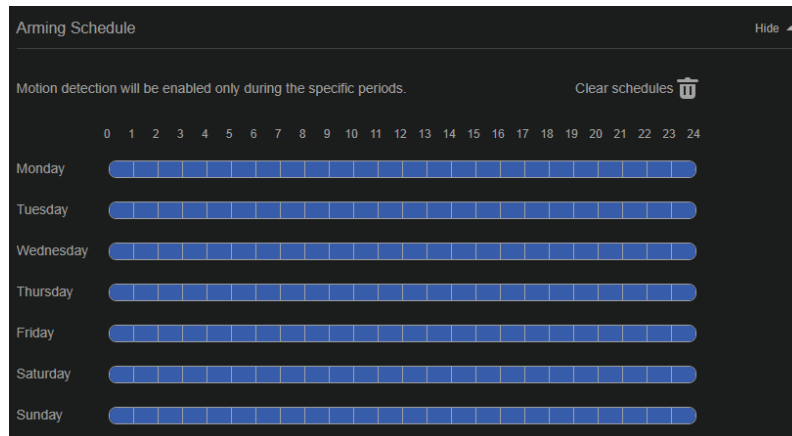 Arming Schedule Hide
Motion detection will be enabled only during the specific periods. Clear schedules
0 1 2 3 4 5 6 7 8 9 10 11 12 13 14 15 16 17 18 19 20 21 22 23 24
Monday
Tuesday
Wednesday
Thursday
Friday
Saturday
Sunday